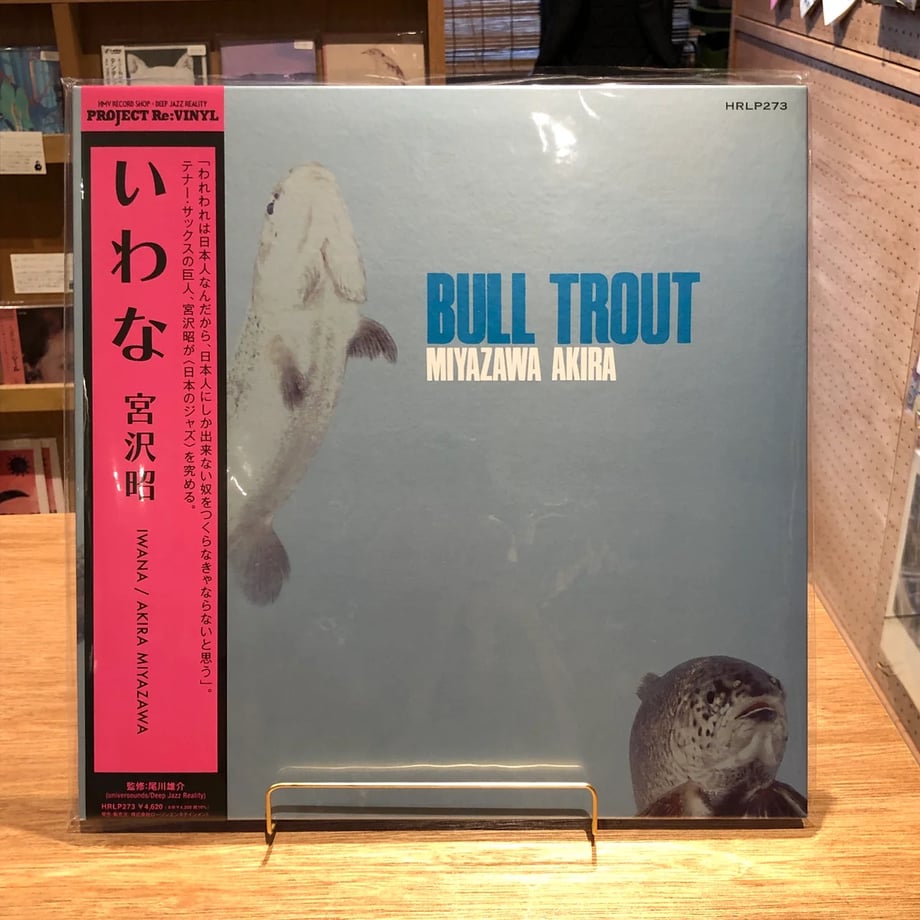 HMV RECORD SHOP × DEEP JAZZ REALITY
PROJECT Re:VINYL
「われわれは日本人なんだから、日本人にしか出来ない奴をつくらなきゃならないと思う」。
テナー・サックスの巨人、宮沢昭が〈日本のジャズ〉を究める。
いわな
宮沢昭
IWANA / AKIRA MIYAZAWA
監修:尾川雄介
(universounds/Deep Jazz Reality)
HRLP273 ¥4,620
HRLP273
BULL TROUT
MIYAZAWA AKIRA